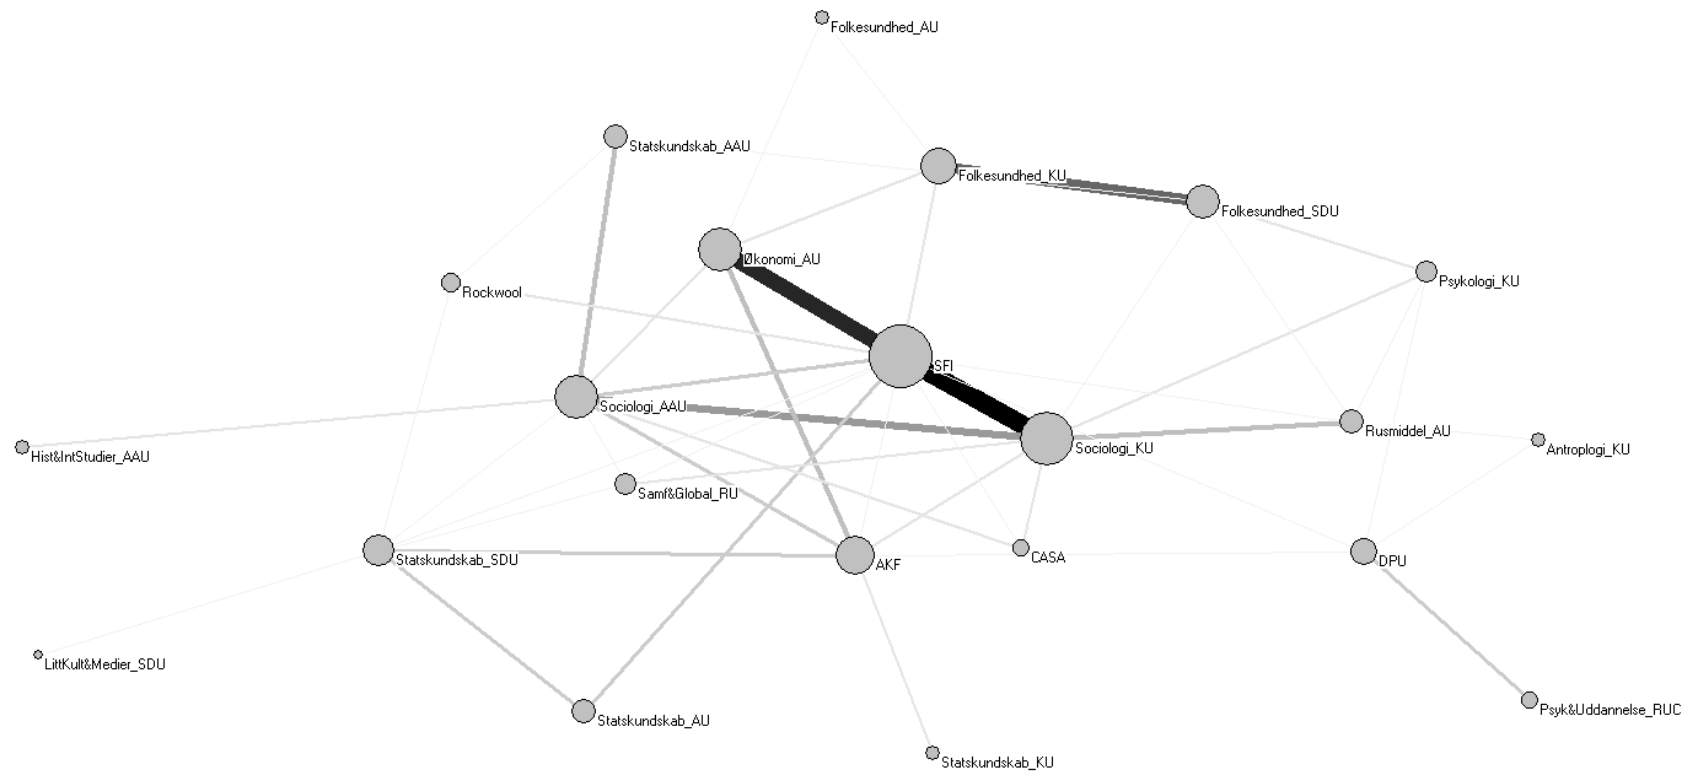 Folkesundhed_AU
Statskundskab_AAU
Folkesundhed_KU
Folkesundhed_SDU
Økonomi_AU
Psykologi_KU
Rockwool
SFI
Sociologi_AAU
Rusmiddel_AU
Sociologi_KU
Antroplogi_KU
Hist&IntStudier_AAU
Samf&Global_RU
Statskundskab_SDU
AKF
CASA
DPU
LittKult&Medier_SDU
Psyk&Uddannelse_RUC
Statskundskab_AU
Statskundskab_KU